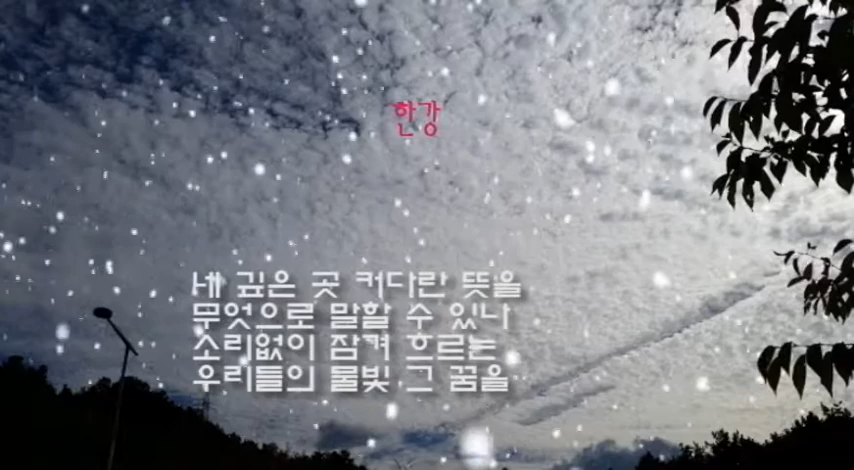 한강
네 깊은 곳 커다란 뜻을
무엇으로 말할 수 있나
소리없이 잠겨 흐르는
우리들의 물빛 그 꿈을